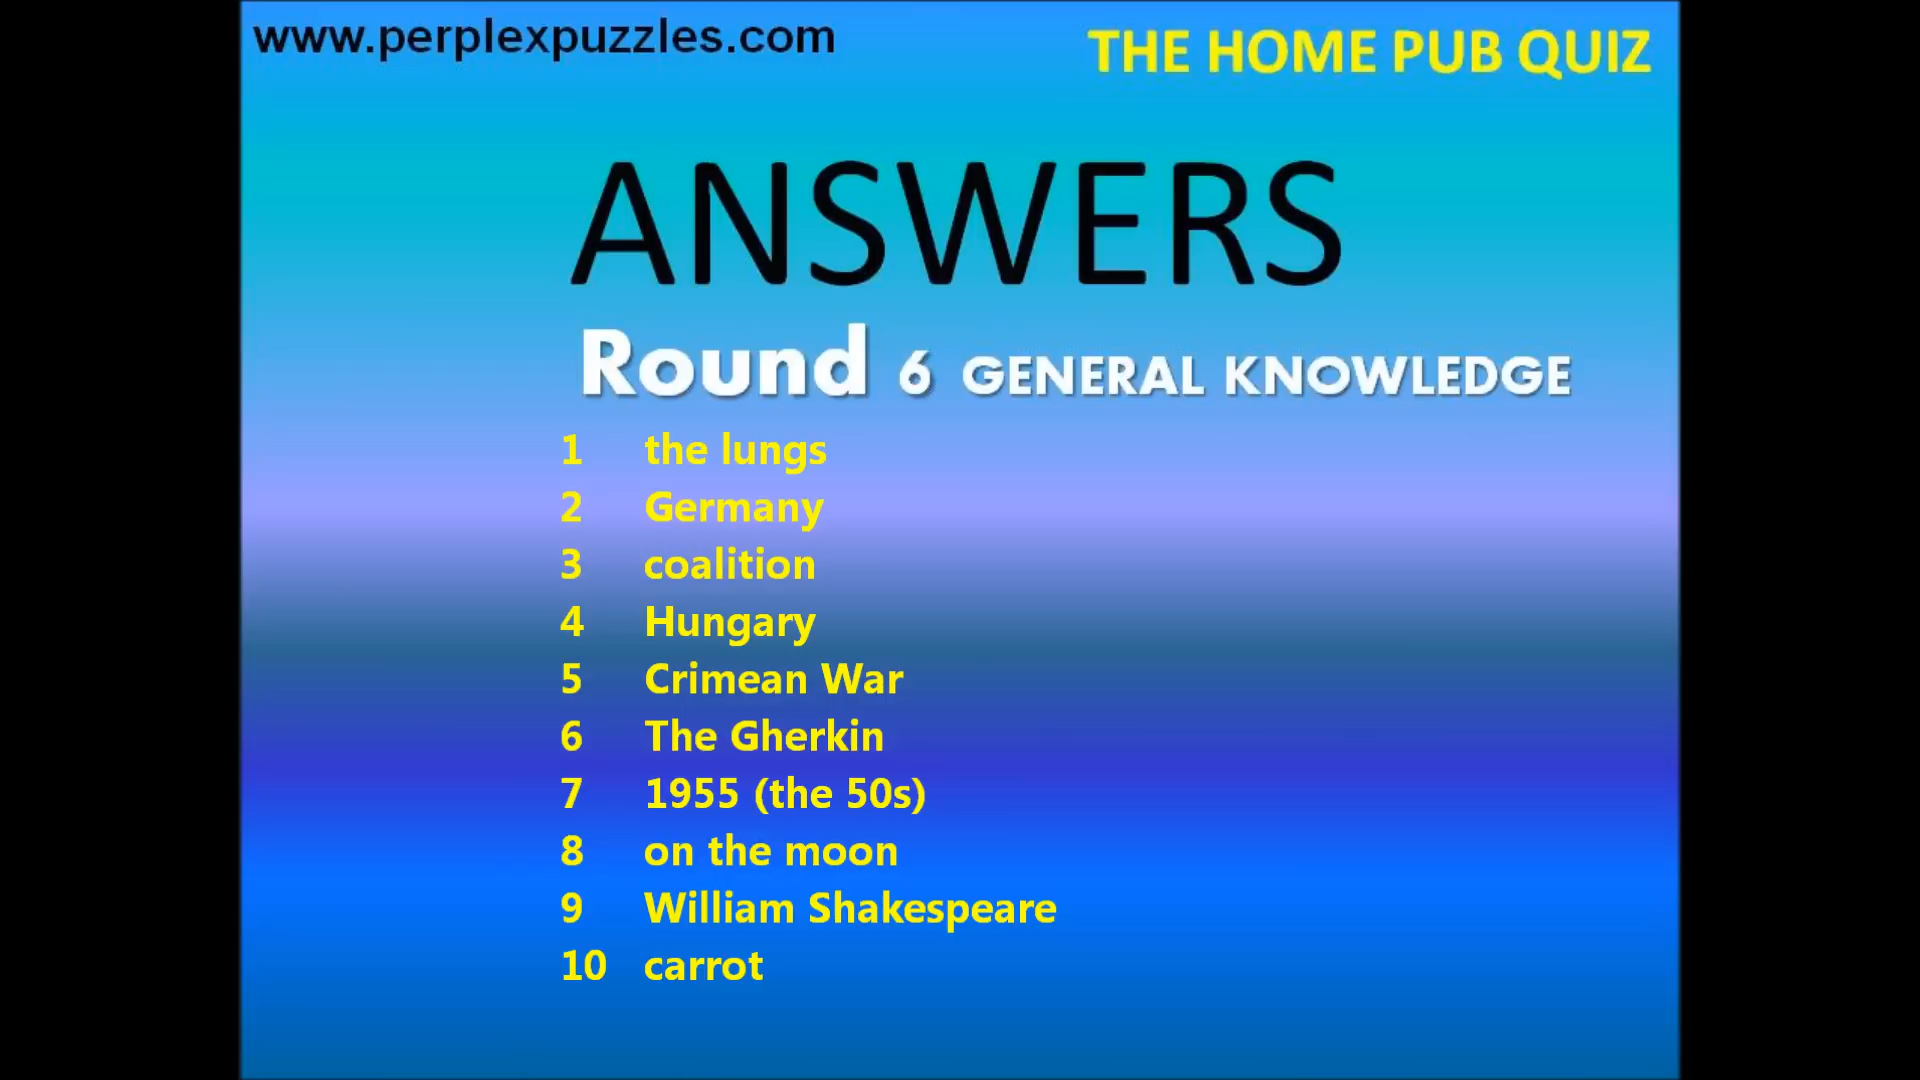 www.perplexpuzzles.com
THE HOME PUB QUIZ
ANSWERS
Round 6 GENERAL KNOWLEDGE
1 the lungs
2 Germany
3 coalition
4 Hungary
5 Crimean War
6 The Gherkin
7 1955 (the 50s)
8 on the moon
9 William Shakespeare
10 carrot